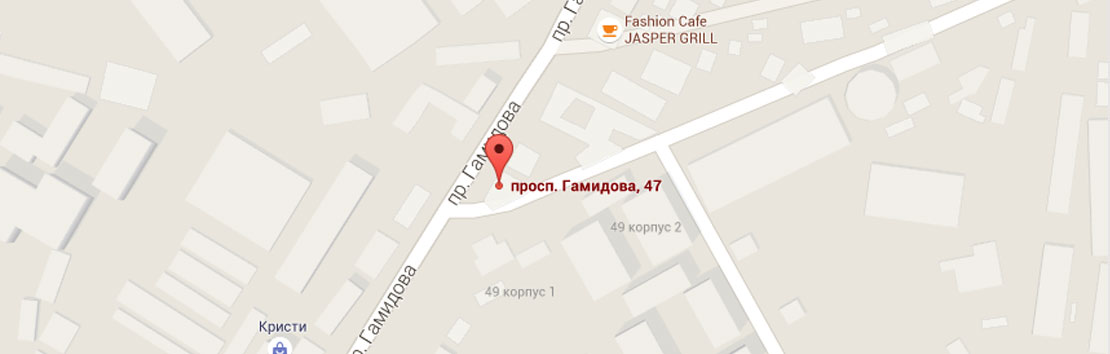 пр. Га
Fashion Cafe
JASPER GRILL
пр. Гамидова
просп. Гамидова, 47
49 корпус 2
пр. Гамидова
49 корпус 1
Кристи